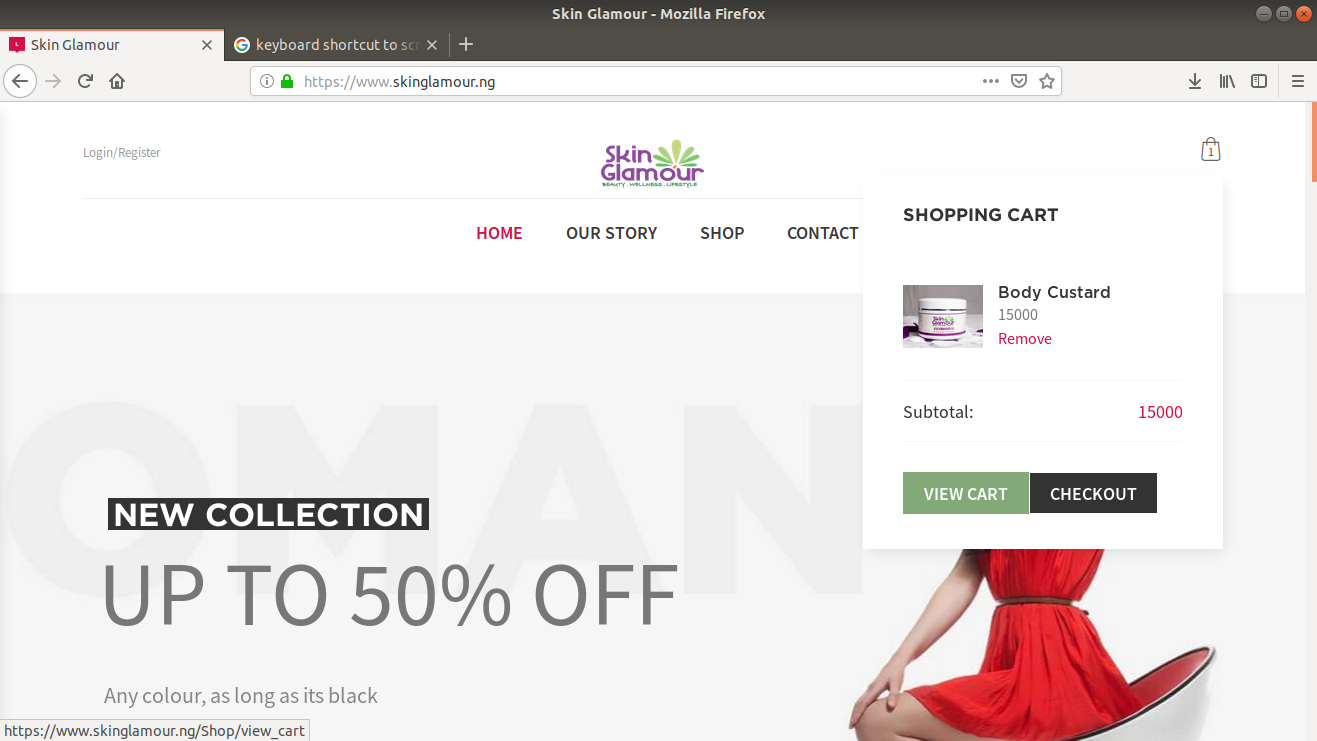 Skin Glamour - Mozilla Firefox
Skin Glamour
keyboard shortcut to scr
https://www.skinglamour.ng
Login/Register
Skin
Glamour
BEAUTY . WELLNESS . LIFESTYLE
1
HOME
OUR STORY
SHOP
CONTACT
SHOPPING CART
Body Custard
15000
Remove
Subtotal:
15000
VIEW CART
CHECKOUT
OMAN
NEW COLLECTION
UP TO 50% OFF
Any colour, as long as its black
https://www.skinglamour.ng/Shop/view_cart
Skin
Glamour